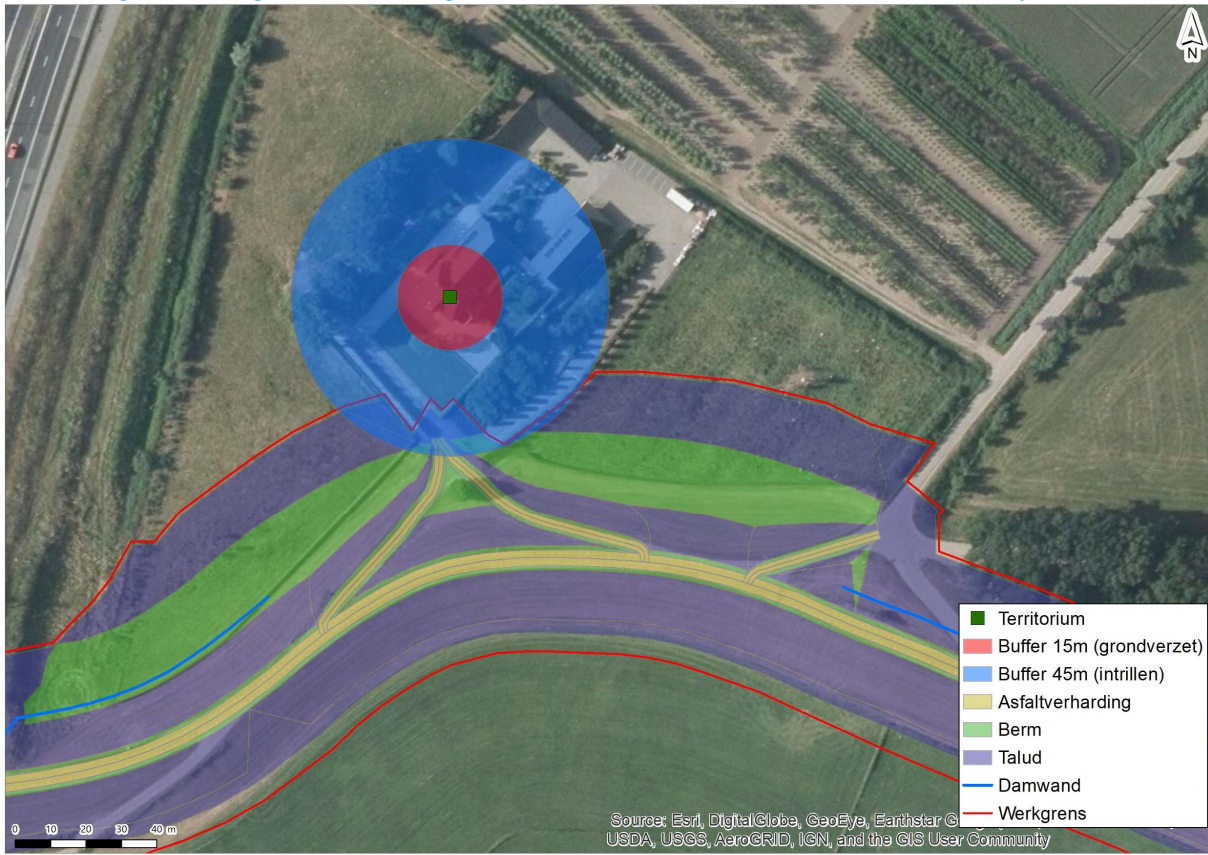 N
Territorium
Buffer 15m (grondverzet)
Buffer 45m (intrillen)
Asfaltverharding
Berm
Talud
Damwand
Werkgrens
0 10 20 30 40 m
Source: Esri, DigitalGlobe, GeoEye, Earthstar
USDA, USGS, AeroGRID, IGN, and the GIS User Community